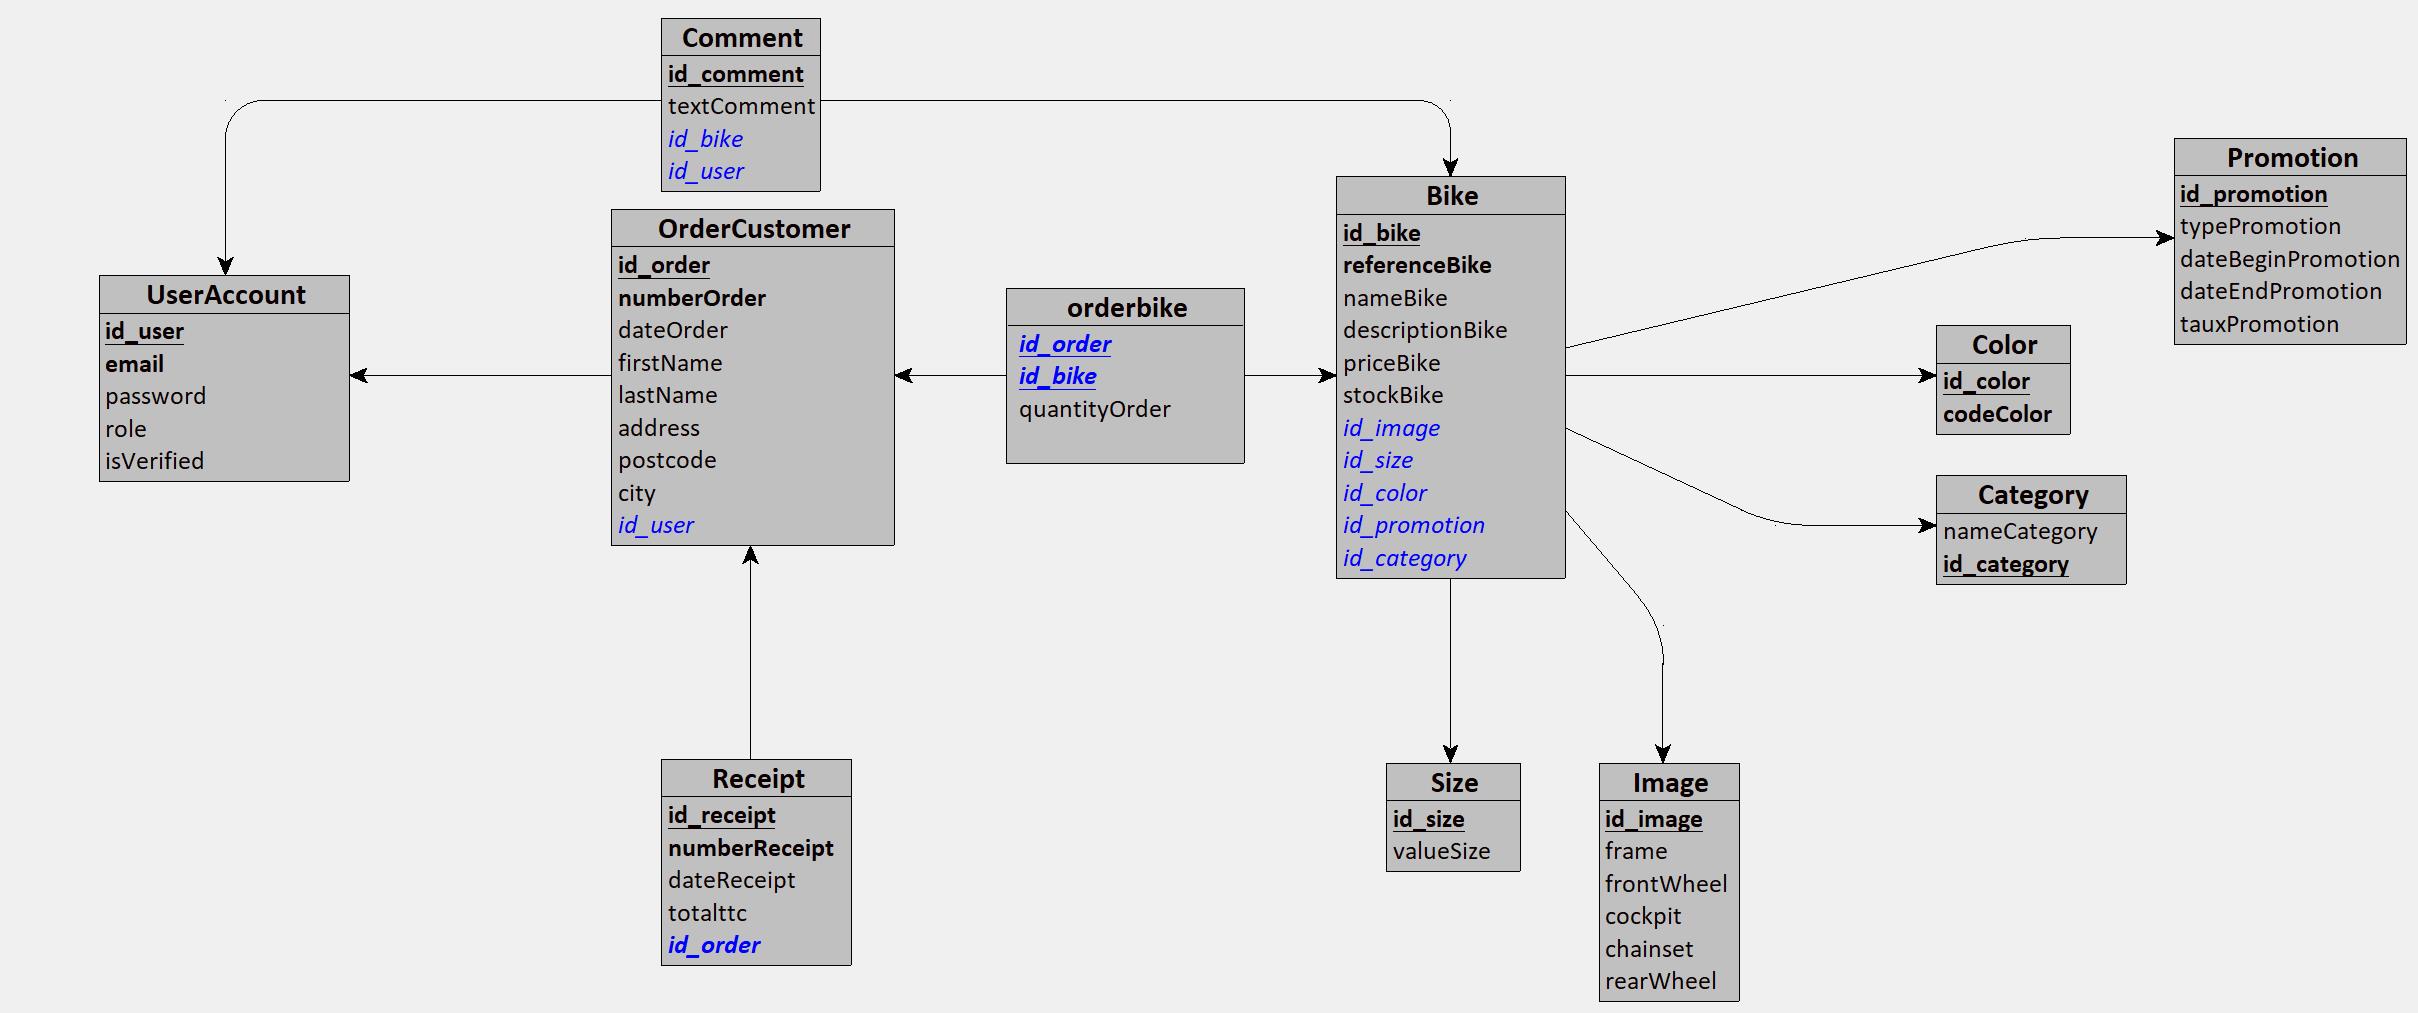 Comment
id_comment
textComment
id_bike
id_user
OrderCustomer
id_order
numberOrder
dateOrder
firstName
lastName
address
postcode
city
id_user
UserAccount
id_user
email
password
role
isVerified
orderbike
id_order
id_bike
quantityOrder
Bike
id_bike
referenceBike
nameBike
descriptionBike
priceBike
stockBike
id_image
id_size
id_color
id_promotion
id_category
Promotion
id_promotion
typePromotion
dateBeginPromotion
dateEndPromotion
tauxPromotion
Color
id_color
codeColor
Category
nameCategory
id_category
Receipt
id_receipt
numberReceipt
dateReceipt
totalttc
id_order
Size
id_size
valueSize
Image
id_image
frame
frontWheel
cockpit
chainset
rearWheel